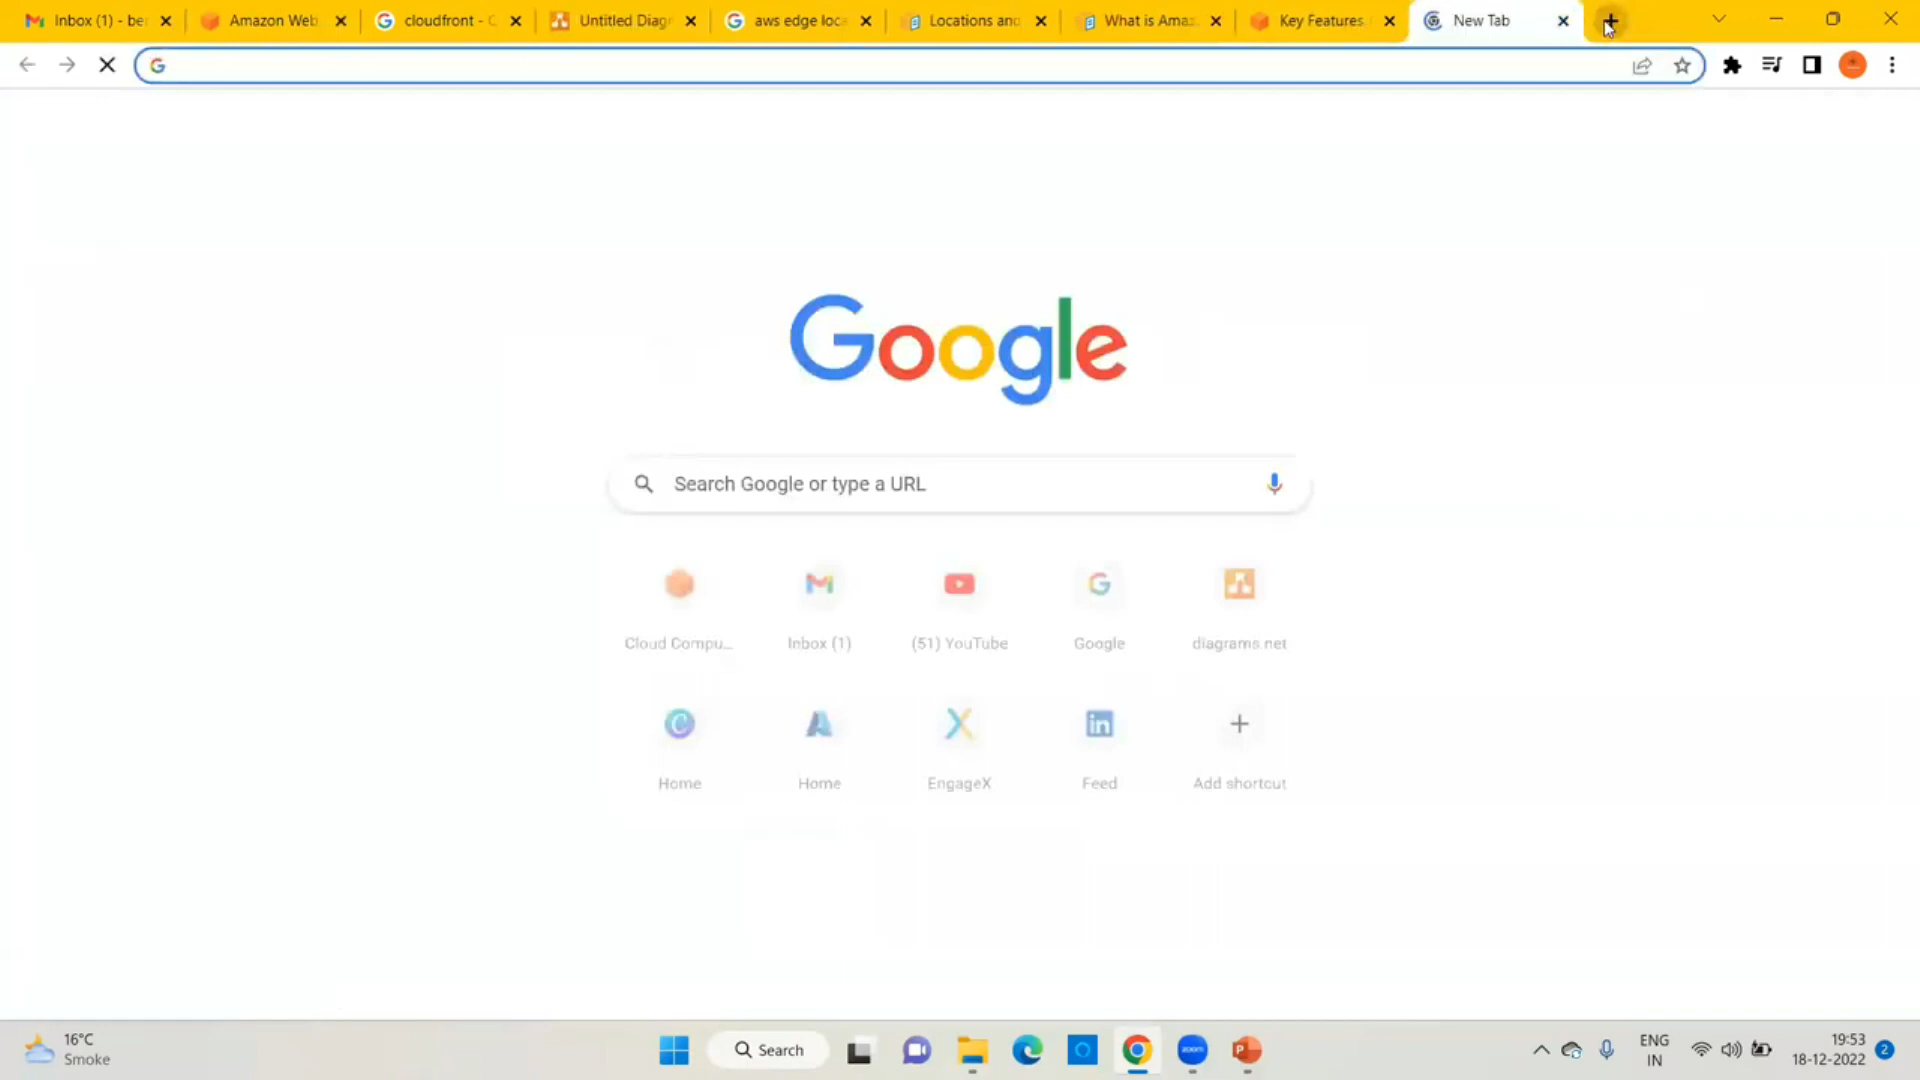 Inbox (1) - be
Amazon Web
cloudfront - C
Untitled Diagr
aws edge loca
Locations and
What is Amaz
Key Features
New Tab
Google
Search Google or type a URL
Cloud Compu...
Inbox (1)
(51) YouTube
Google
diagrams.net
Home
Home
EngageX
Feed
Add shortcut
16°C
Smoke
Search
zoom
ENG
IN
19:53
18-12-2022
2